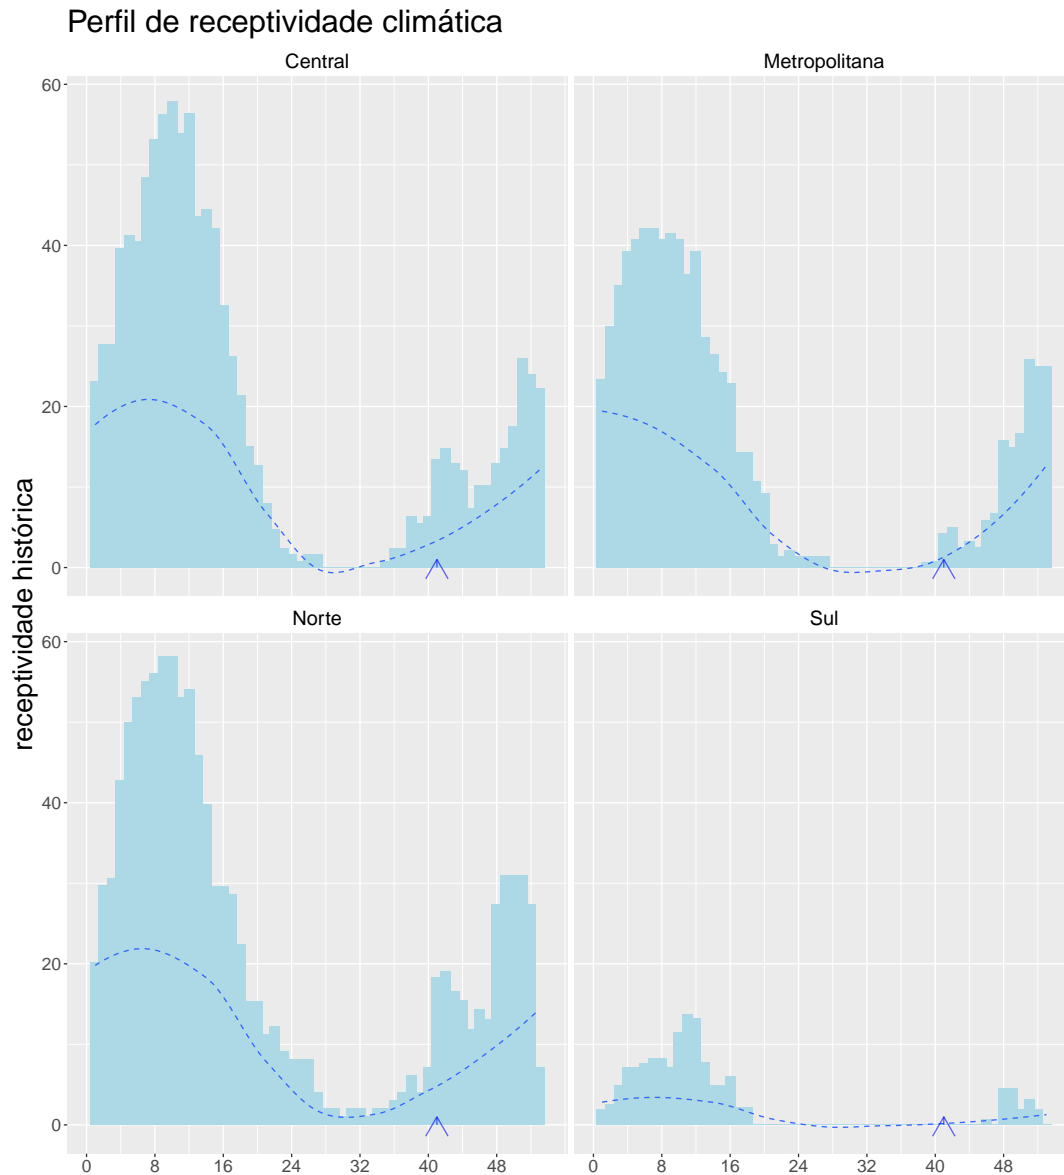 Perfil de receptividade climática
Central
Metropolitana
60
40
20
0
receptividade histórica
Norte
Sul
60
40
20
0
0 8 16 24 32 40 48
0 8 16 24 32 40 48